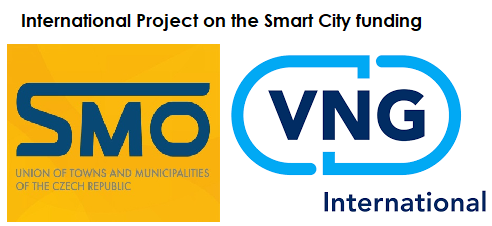 International Project on the Smart City funding
SMO
UNION OF TOWNS AND MUNICIPALITIES
OF THE CZECH REPUBLIC
VNG
International